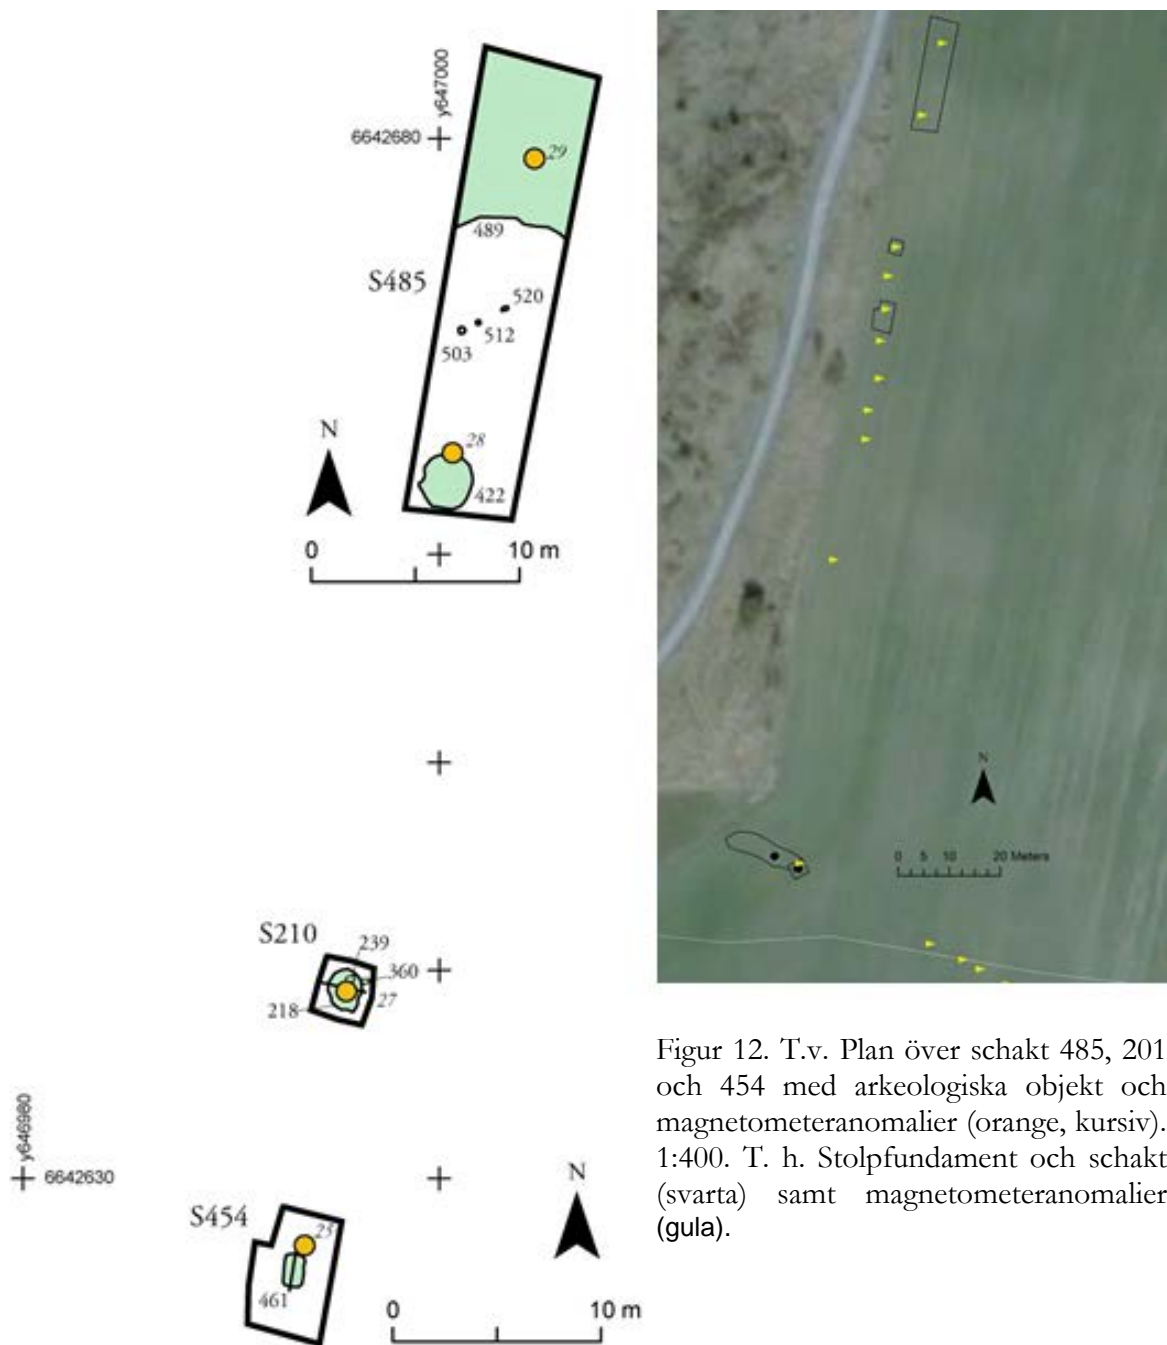 y647000
6642680
29
489
S485
520
512
503
N
28
422
0 10 m
S210
239
360
27
218
y646980
6642630
S454
25
461
N
0 10 m
N
0 5 10 20 Meters
Figur 12. T.v. Plan över schakt 485, 201
och 454 med arkeologiska objekt och
magnetometeranomalier (orange, kursiv).
1:400. T. h. Stolpfundament och schakt
(svarta) samt magnetometeranomalier
(gula).